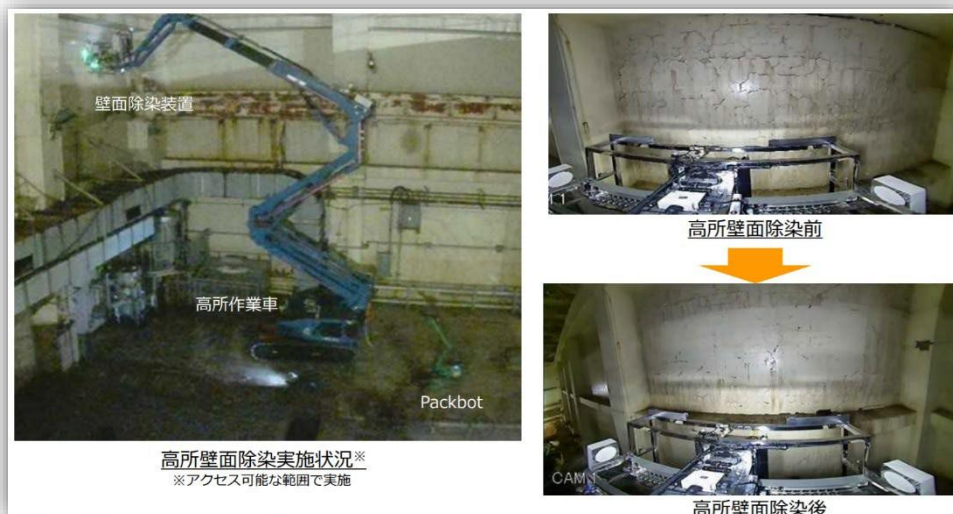 壁面除染装置
高所作業車
Packbot
高所壁面除染実施状況※
※アクセス可能な範囲で実施
高所壁面除染前
CAM1
高所壁面除染後